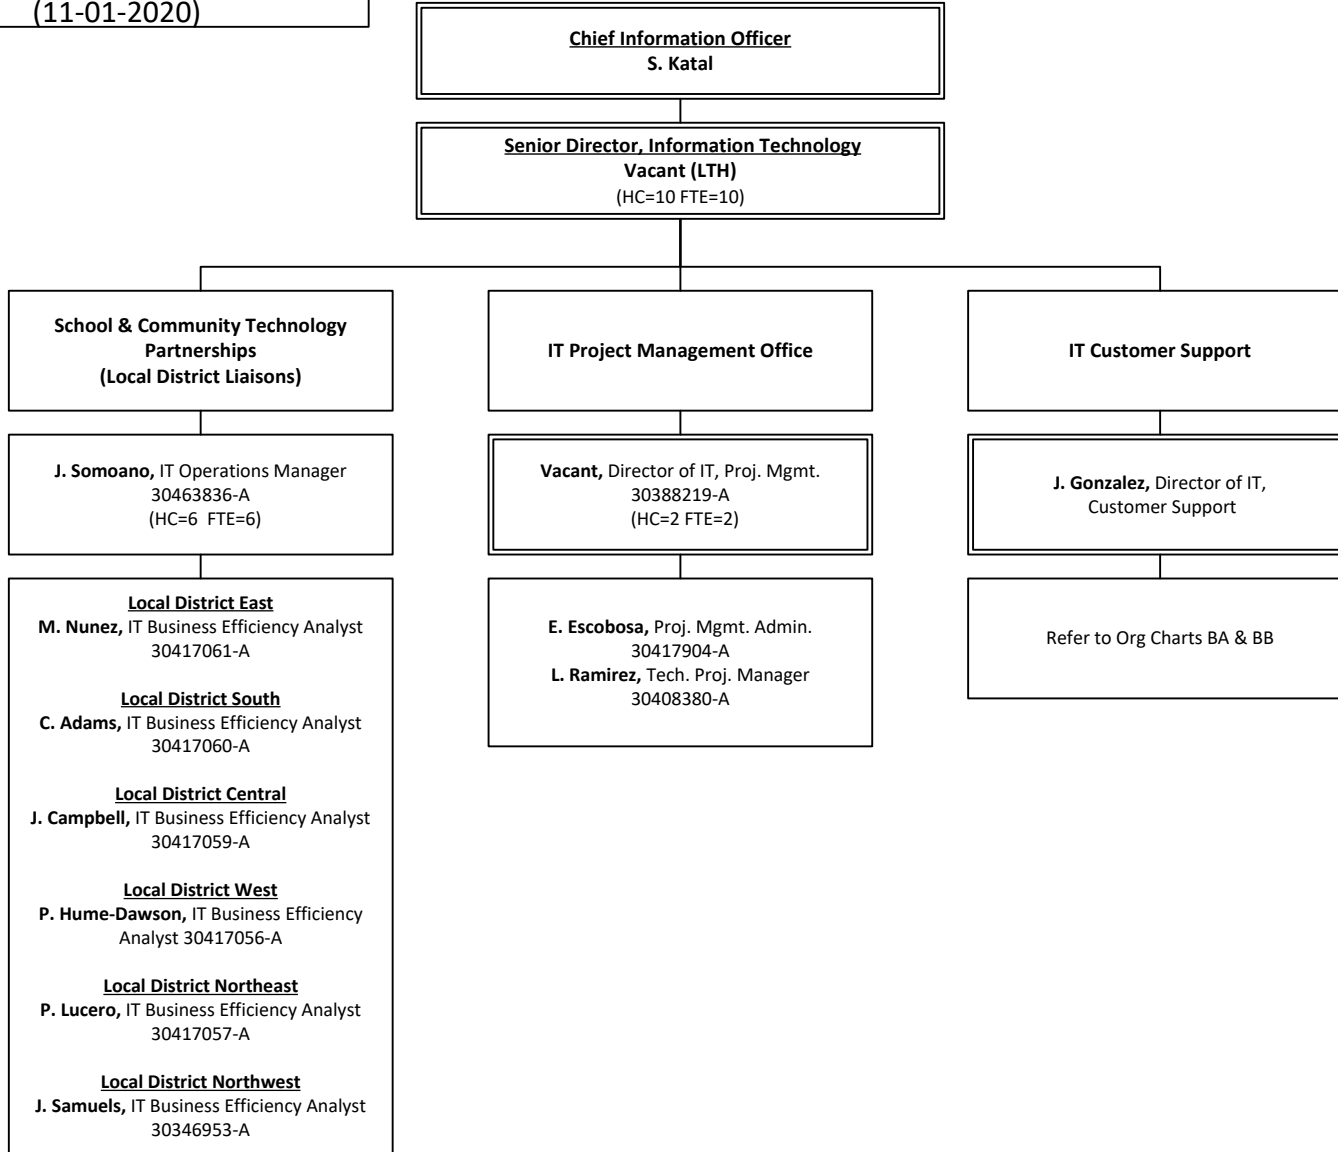 (11-01-2020)
Chief Information Officer
S. Katal
Senior Director, Information Technology
Vacant (LTH)
(HC=10 FTE=10)
School & Community Technology
Partnerships
(Local District Liaisons)
IT Project Management Office
IT Customer Support
J. Somoano, IT Operations Manager
30463836-A
(HC=6 FTE=6)
Vacant, Director of IT, Proj. Mgmt.
30388219-A
(HC=2 FTE=2)
J. Gonzalez, Director of IT,
Customer Support
Local District East
M. Nunez, IT Business Efficiency Analyst
30417061-A
Local District South
C. Adams, IT Business Efficiency Analyst
30417060-A
Local District Central
J. Campbell, IT Business Efficiency Analyst
30417059-A
Local District West
P. Hume-Dawson, IT Business Efficiency
Analyst 30417056-A
Local District Northeast
P. Lucero, IT Business Efficiency Analyst
30417057-A
Local District Northwest
J. Samuels, IT Business Efficiency Analyst
30346953-A
E. Escobosa, Proj. Mgmt. Admin.
30417904-A
L. Ramirez, Tech. Proj. Manager
30408380-A
Refer to Org Charts BA & BB